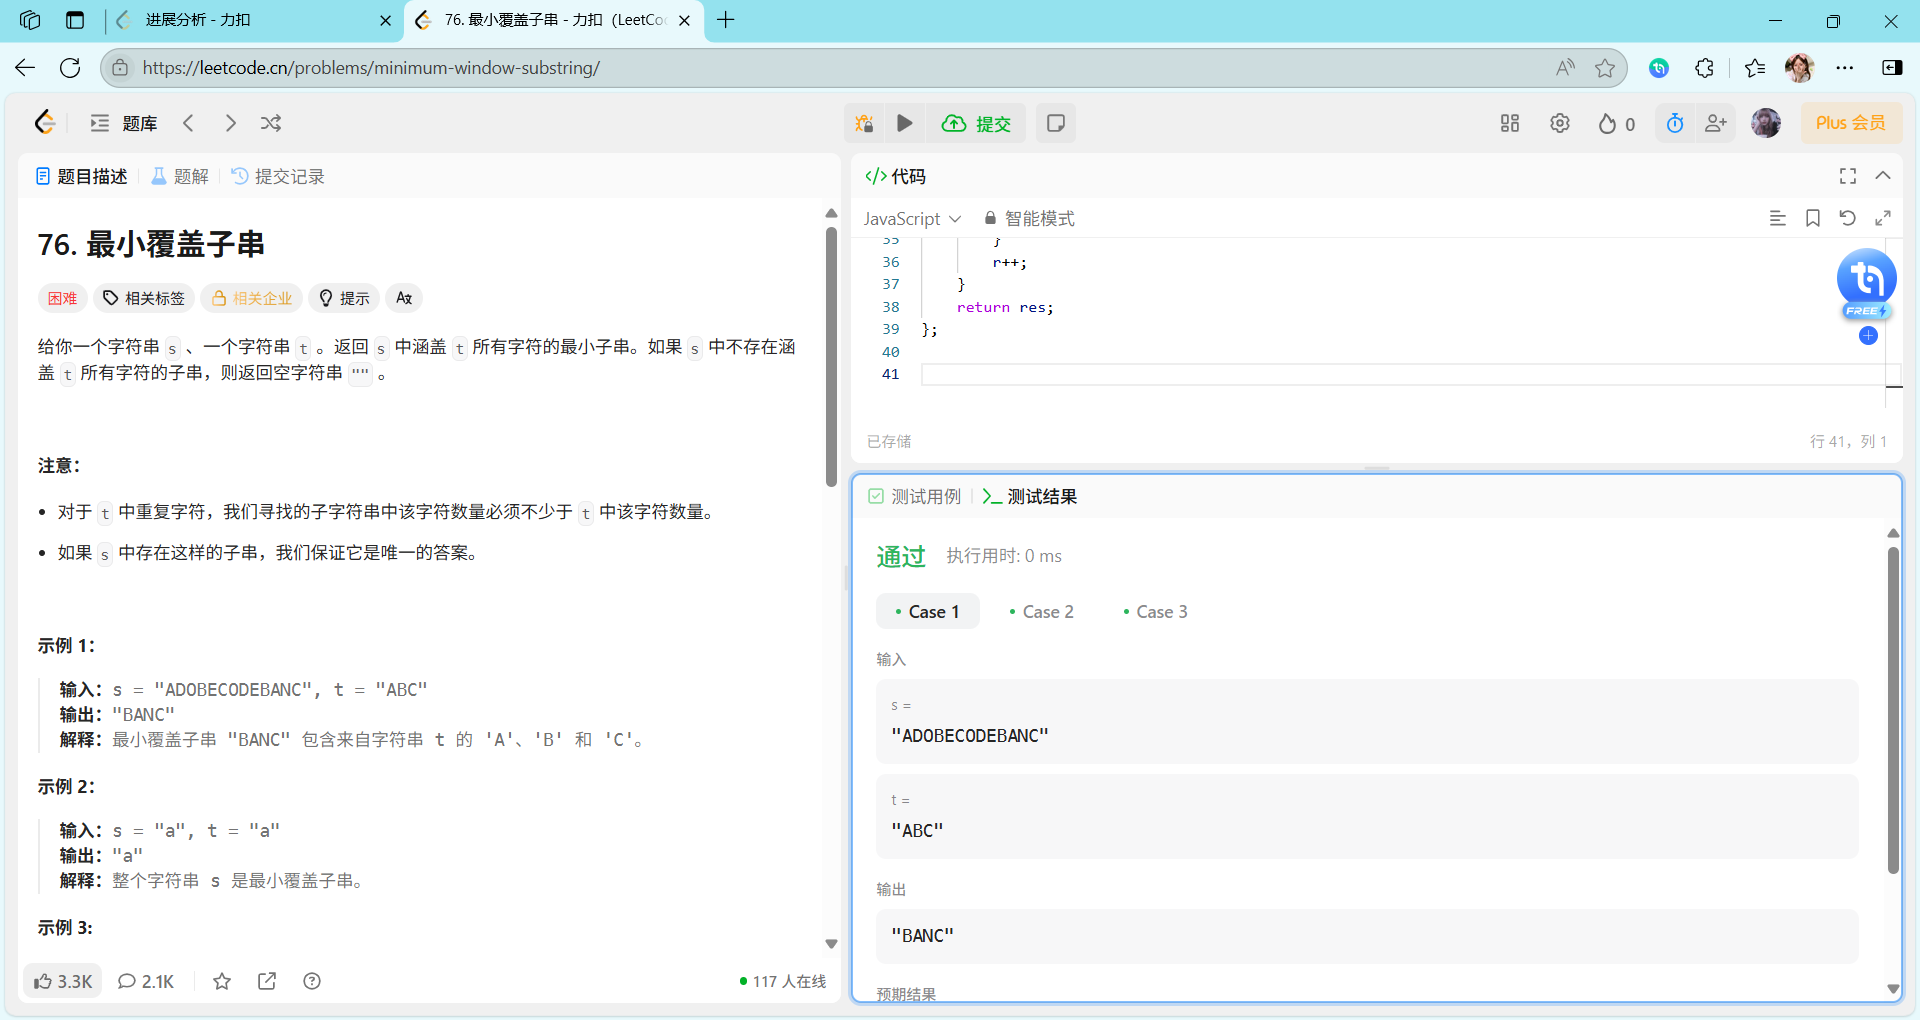 进展分析 - 力扣
76. 最小覆盖子串 - 力扣（LeetCo
https://leetcode.cn/problems/minimum-window-substring/
题库
提交
0
Plus 会员
题目描述
题解
提交记录
76. 最小覆盖子串
困难
相关标签
相关企业
提示
给你一个字符串 s 、一个字符串 t 。返回 s 中涵盖 t 所有字符的最小子串。如果 s 中不存在涵
盖 t 所有字符的子串，则返回空字符串 "" 。
注意：
• 对于 t 中重复字符，我们寻找的子字符串中该字符数量必须不少于 t 中该字符数量。
• 如果 s 中存在这样的子串，我们保证它是唯一的答案。
示例 1：
输入：s = "ADOBECODEBANC", t = "ABC"
输出："BANC"
解释：最小覆盖子串 "BANC" 包含来自字符串 t 的 'A'、'B' 和 'C'。
示例 2：
输入：s = "a", t = "a"
输出："a"
解释：整个字符串 s 是最小覆盖子串。
示例 3:
3.3K
2.1K
117 人在线
</> 代码
JavaScript
智能模式
35 }
36 r++;
37 }
38 return res;
39 };
40
41
FREE
已存储
行 41，列 1
测试用例
测试结果
通过
执行用时: 0 ms
• Case 1
• Case 2
• Case 3
输入
s =
"ADOBECODEBANC"
t =
"ABC"
输出
"BANC"
预期结果